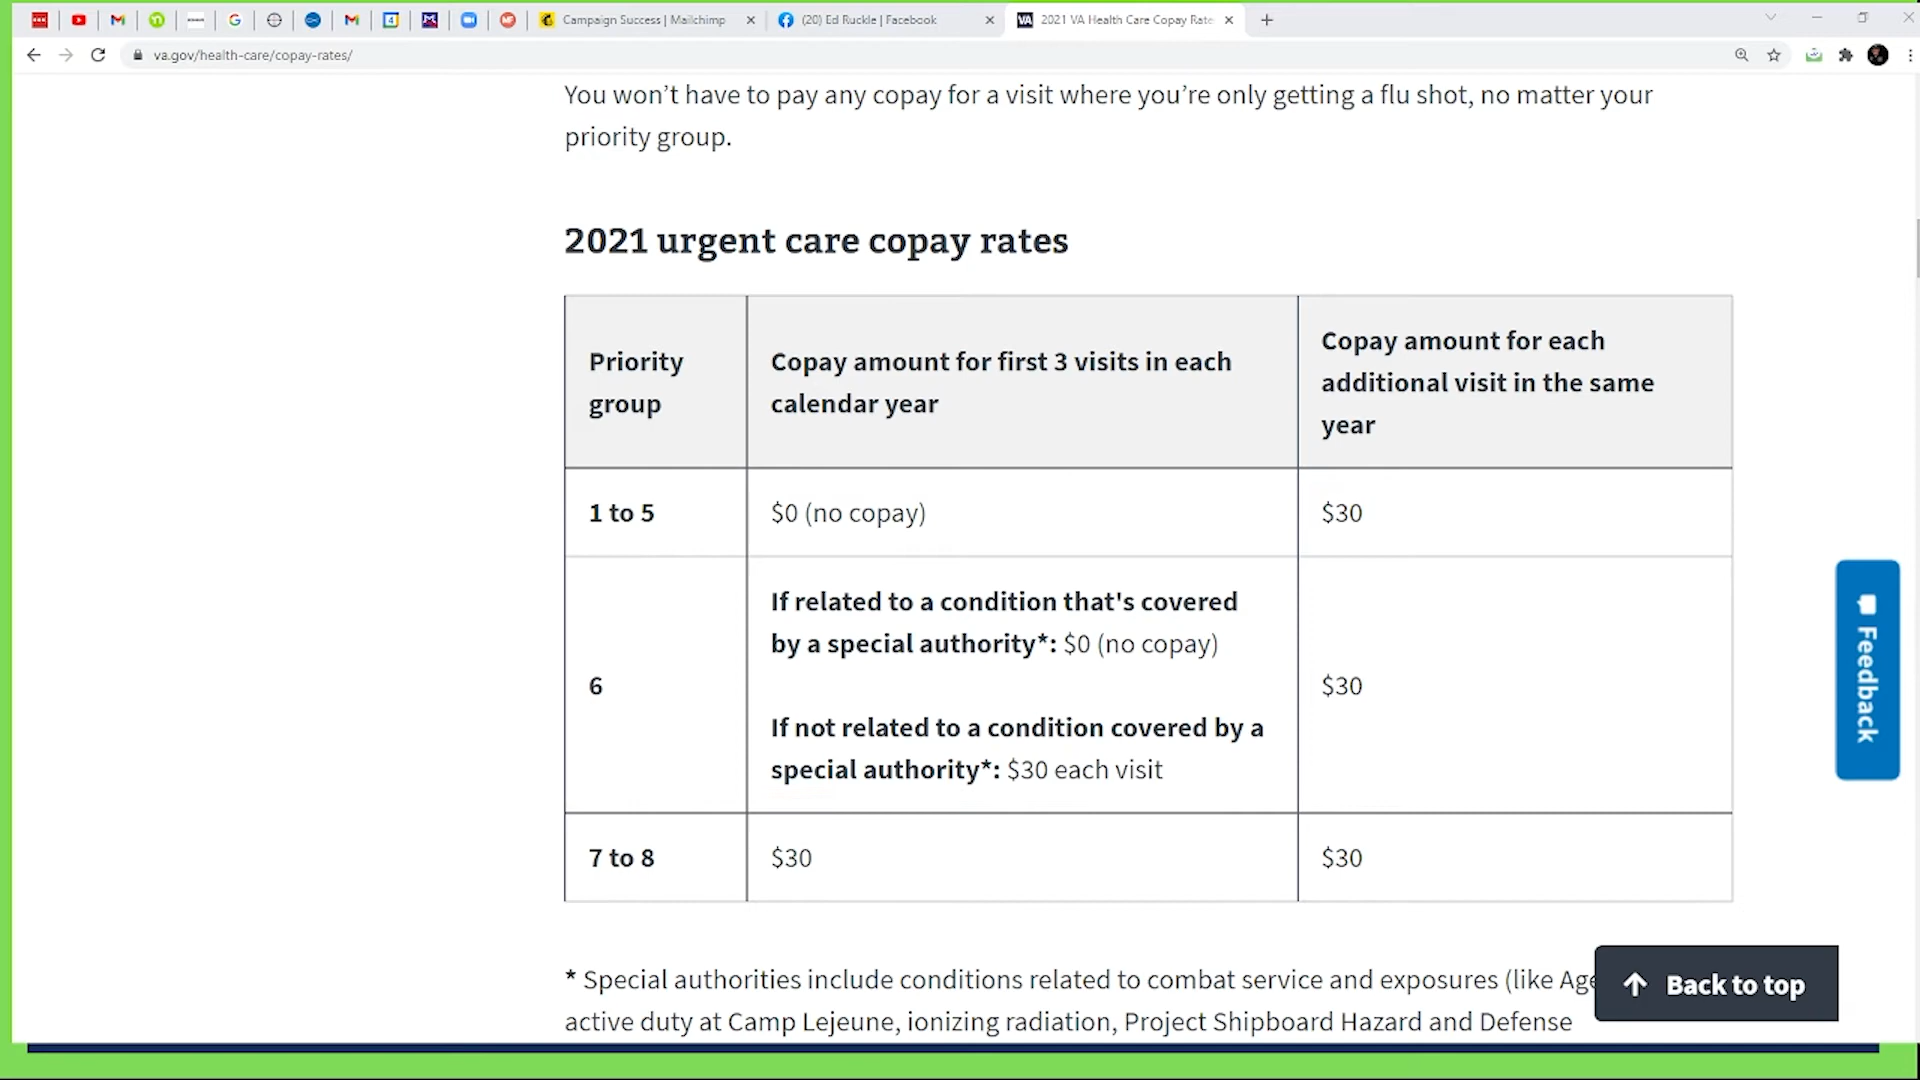 Campaign Success | Mailchimp
(20) Ed Ruckle | Facebook
2021 VA Health Care Copay Rate
va.gov/health-care/copay-rates/
You won’t have to pay any copay for a visit where you’re only getting a flu shot, no matter your
priority group.
2021 urgent care copay rates
Priority
group
Copay amount for first 3 visits in each
calendar year
Copay amount for each
additional visit in the same
year
1 to 5
$0 (no copay)
$30
6
If related to a condition that's covered
by a special authority*: $0 (no copay)
If not related to a condition covered by a
special authority*: $30 each visit
$30
7 to 8
$30
$30
* Special authorities include conditions related to combat service and exposures (like
active duty at Camp Lejeune, ionizing radiation, Project Shipboard Hazard and Defense
Back to top
Feedback